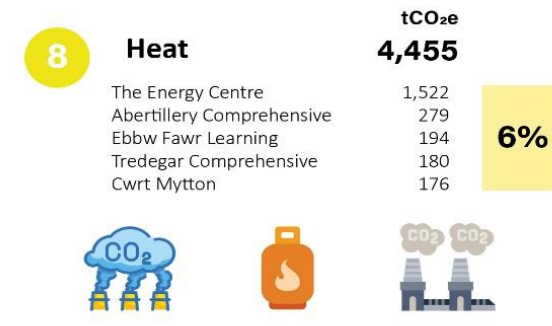 tCO₂e
8 Heat 4,455
The Energy Centre 1,522
Abertillery Comprehensive 279
Ebbw Fawr Learning 194
Tredegar Comprehensive 180
Cwrt Mytton 176
6%
CO₂
CO₂ CO₂